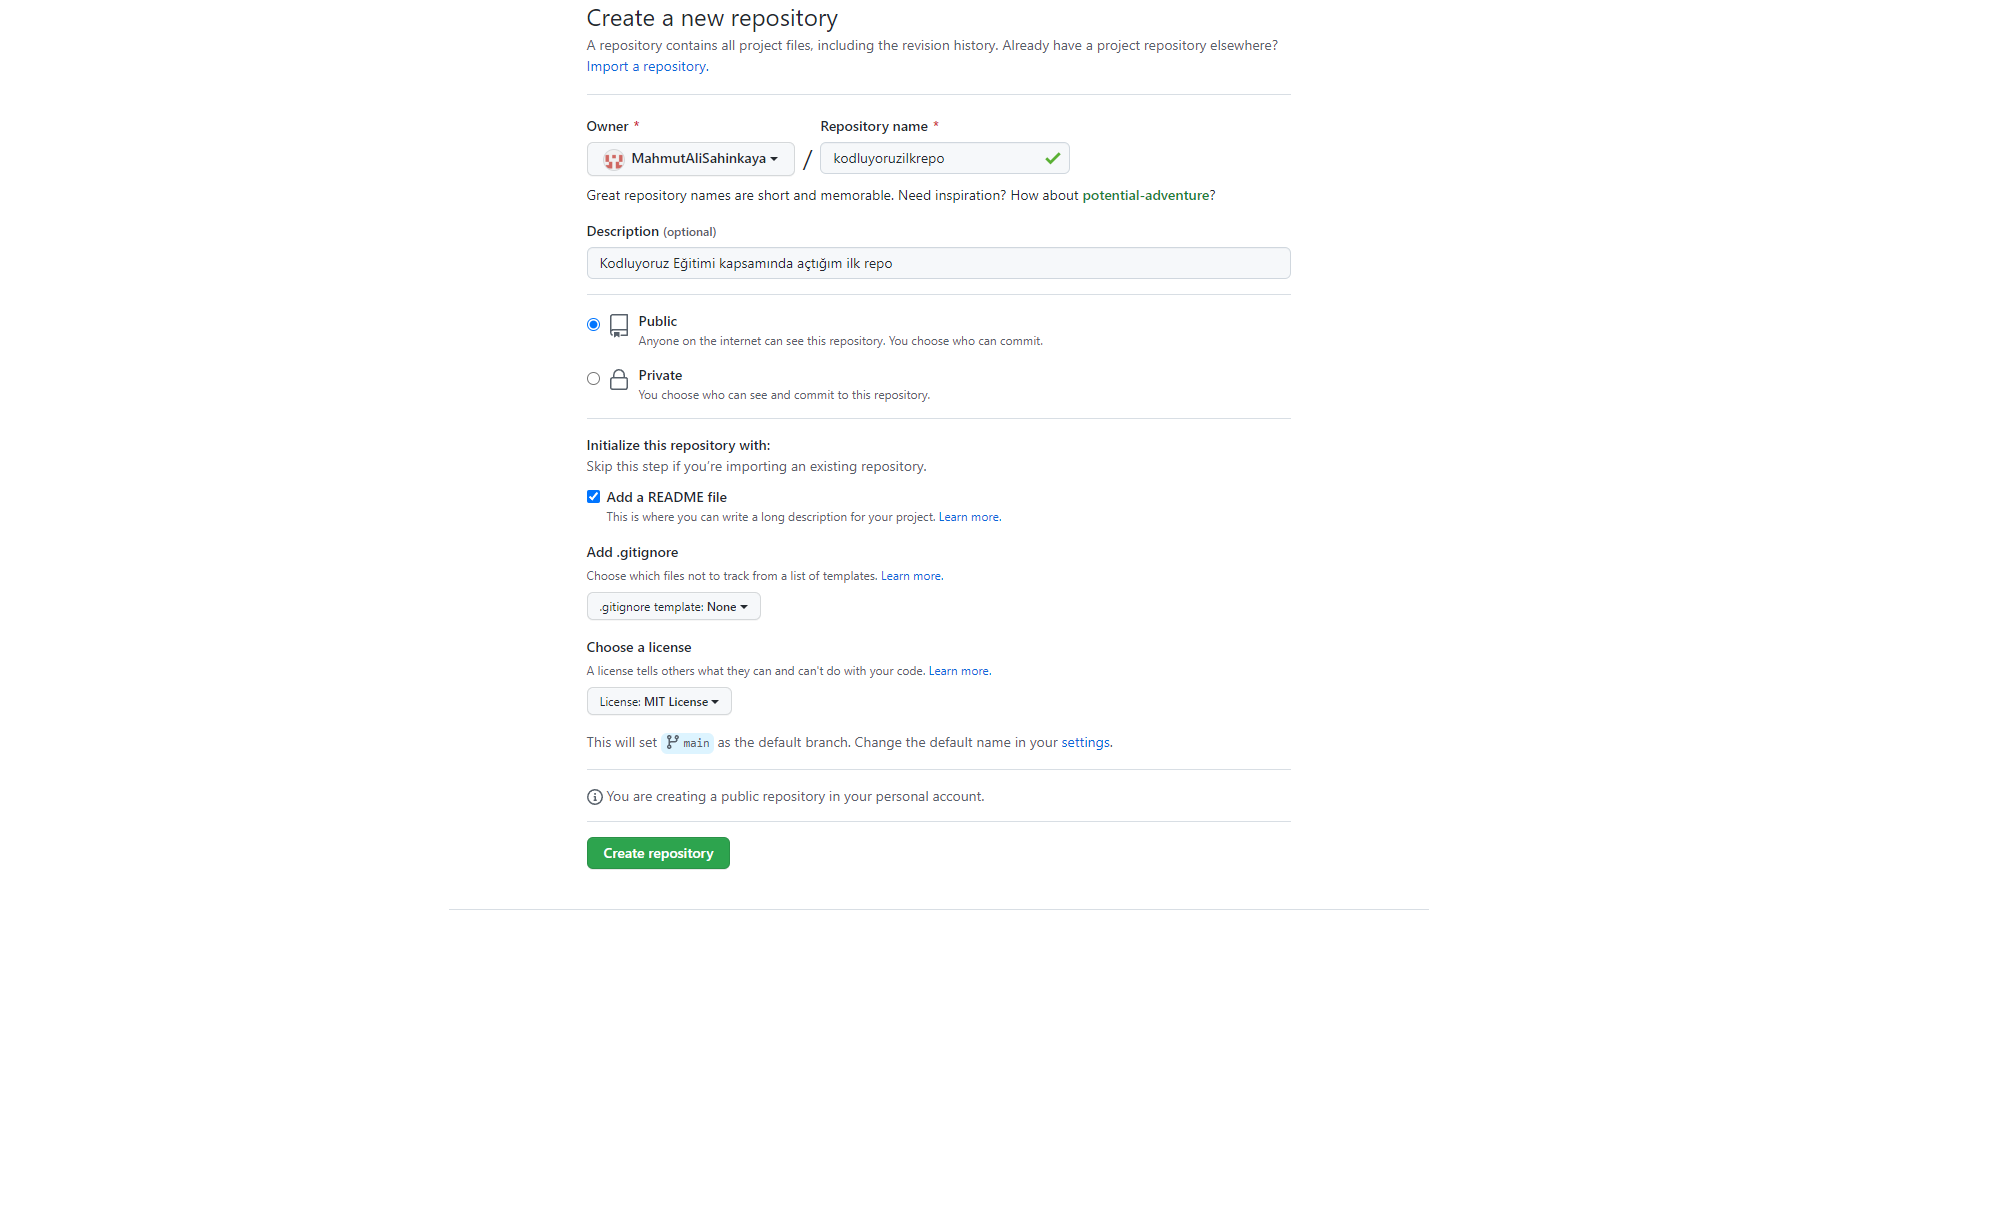 Create a new repository
A repository contains all project files, including the revision history. Already have a project repository elsewhere?
Import a repository.
Owner * Repository name *
MahmutAliSahinkaya / kodluyoruzilkrepo
Great repository names are short and memorable. Need inspiration? How about potential-adventure?
Description (optional)
Kodluyoruz Eğitimi kapsamında açtığım ilk repo
Public
Anyone on the internet can see this repository. You choose who can commit.
Private
You choose who can see and commit to this repository.
Initialize this repository with:
Skip this step if you're importing an existing repository.
Add a README file
This is where you can write a long description for your project. Learn more.
Add .gitignore
Choose which files not to track from a list of templates. Learn more.
.gitignore template: None
Choose a license
A license tells others what they can and can't do with your code. Learn more.
License: MIT License
This will set main as the default branch. Change the default name in your settings.
You are creating a public repository in your personal account.
Create repository